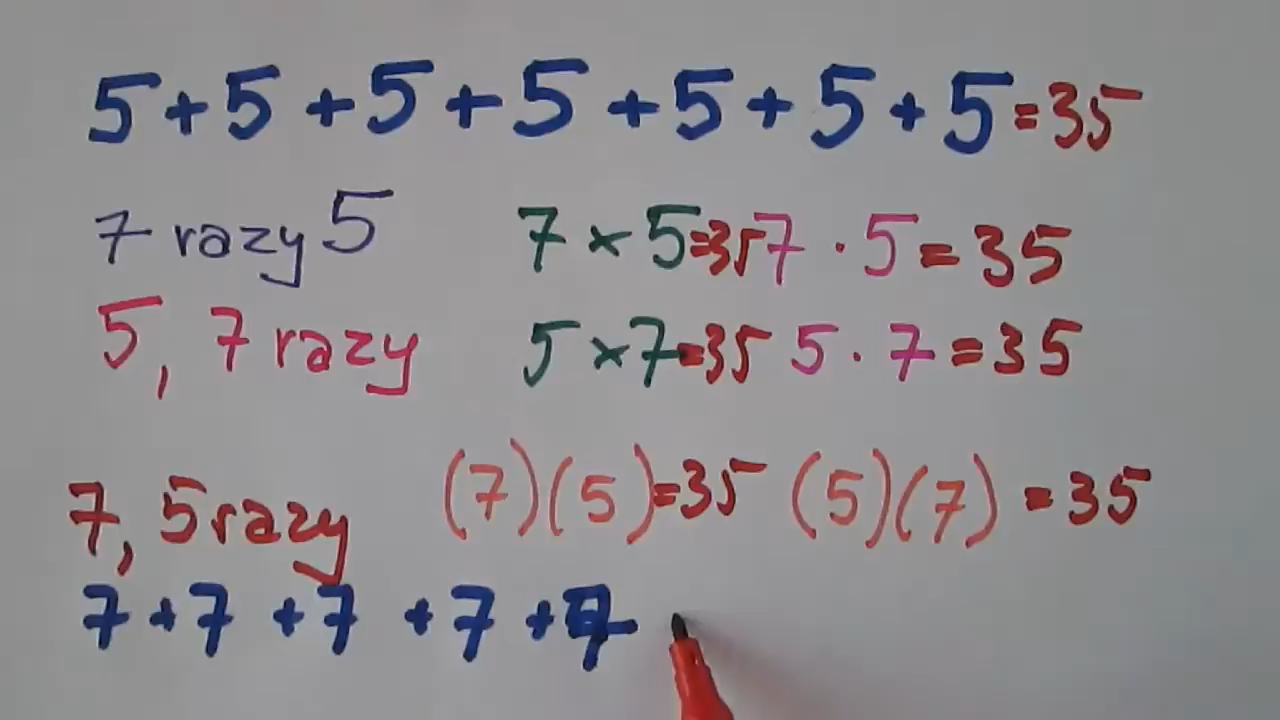 5+5+5+5+5+5+5=35
7 razy 5 7 × 5=35 7 · 5 = 35
5, 7 razy 5 × 7=35 5 · 7 = 35
7, 5 razy (7)(5)=35 (5)(7) = 35
7 + 7 + 7 + 7 + 7